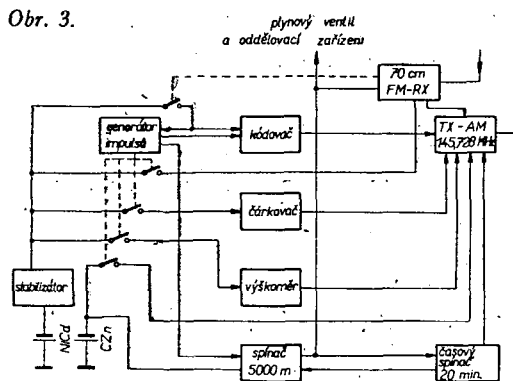 Obr. 3.
plynový ventil
a oddělovací zařízení
70 cm
FM-RX
TX-AM
145,728 MHz
generátor
impulsů
kódovač
čárkovač
výškoměr
stabilizátor
NiCd
CZn
spínač
5000 m
časový
spínač
20 min.